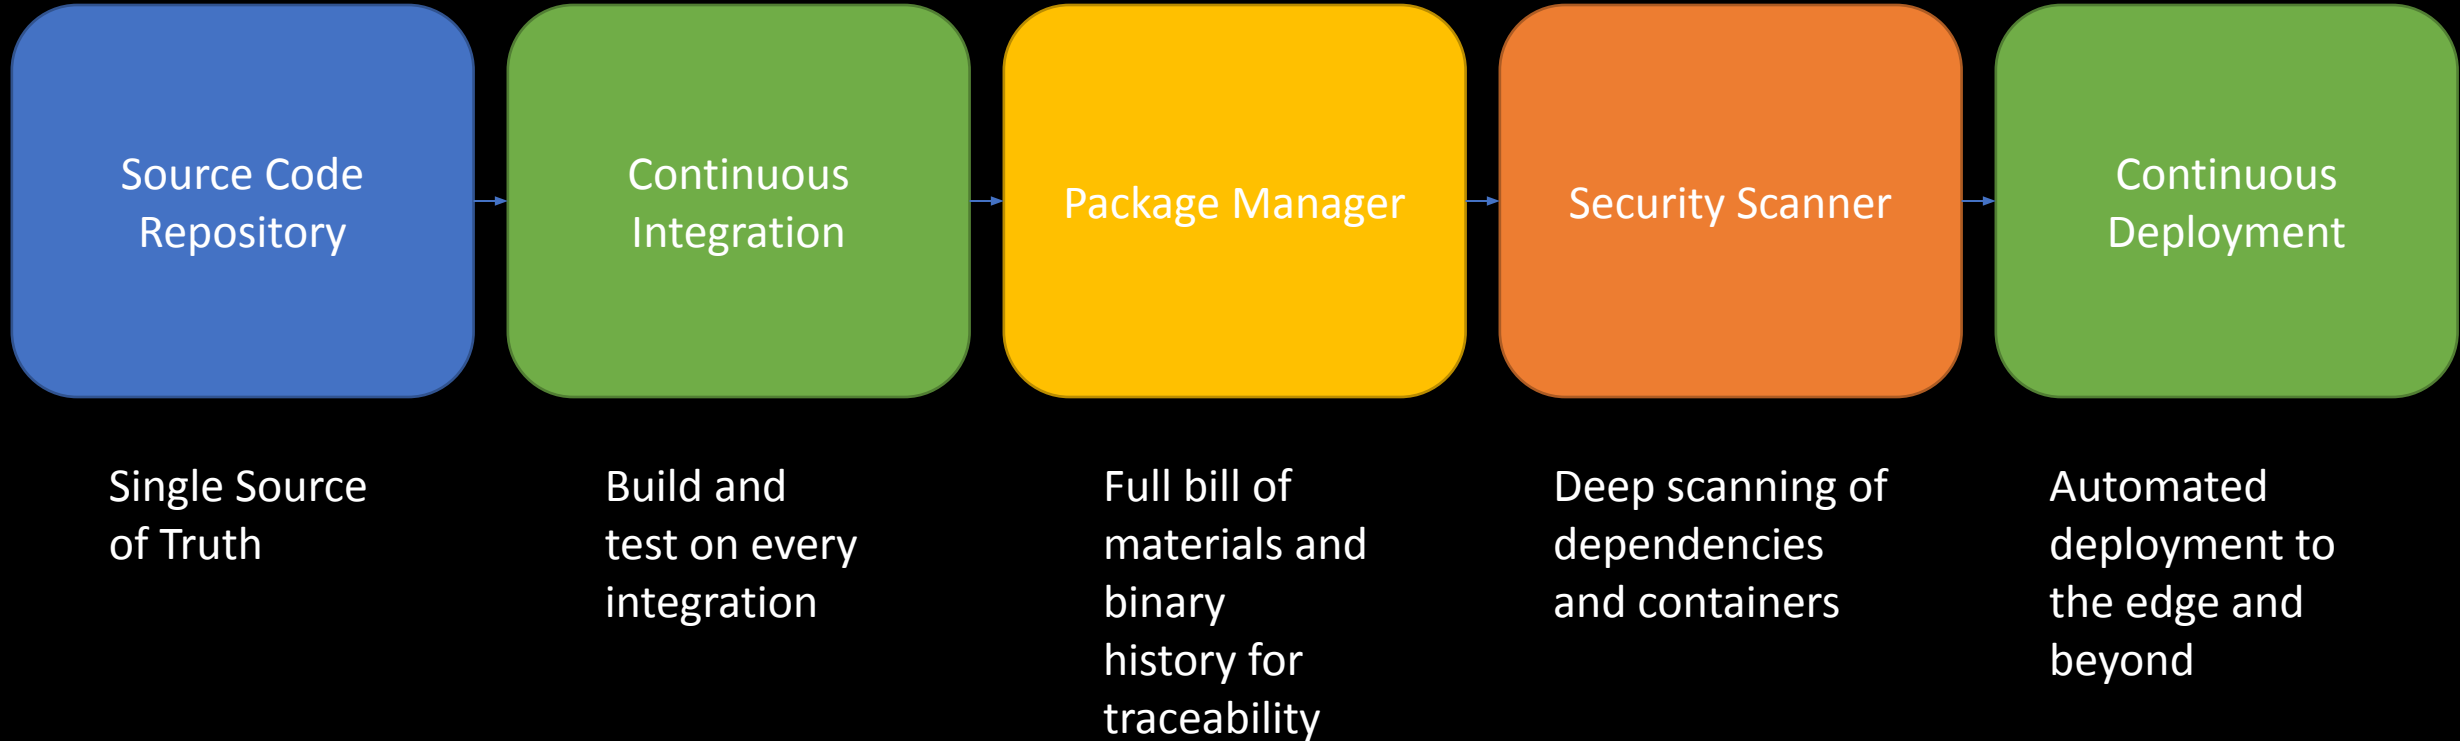 Source Code
Repository
Continuous
Integration
Package Manager
Security Scanner
Continuous
Deployment
Single Source
of Truth
Build and
test on every
integration
Full bill of
materials and
binary
history for
traceability
Deep scanning of
dependencies
and containers
Automated
deployment to
the edge and
beyond